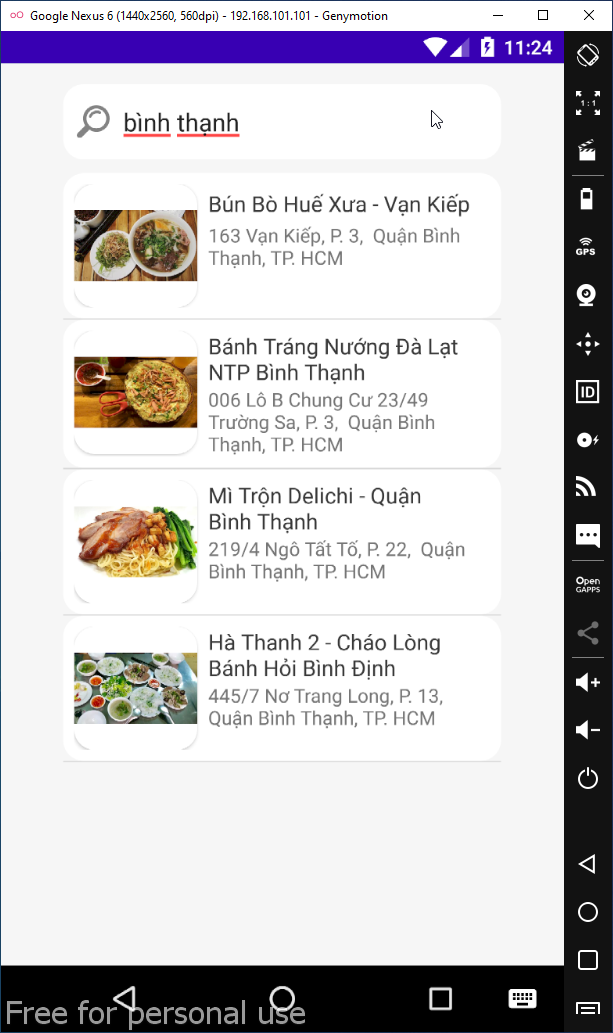 Google Nexus 6 (1440x2560, 560dpi) - 192.168.101.101 - Genymotion
11:24
bình thạnh
Bún Bò Huế Xưa - Vạn Kiếp
163 Vạn Kiếp, P. 3,  Quận Bình
Thạnh, TP. HCM
Bánh Tráng Nướng Đà Lạt
NTP Bình Thạnh
006 Lô B Chung Cư 23/49
Trường Sa, P. 3,  Quận Bình
Thạnh, TP. HCM
Mì Trộn Delichi - Quận
Bình Thạnh
219/4 Ngô Tất Tố, P. 22,  Quận
Bình Thạnh, TP. HCM
Hà Thanh 2 - Cháo Lòng
Bánh Hỏi Bình Định
445/7 Nơ Trang Long, P. 13,
Quận Bình Thạnh, TP. HCM
1:1
GPS
ID
Open
GAPPS
Free for personal use